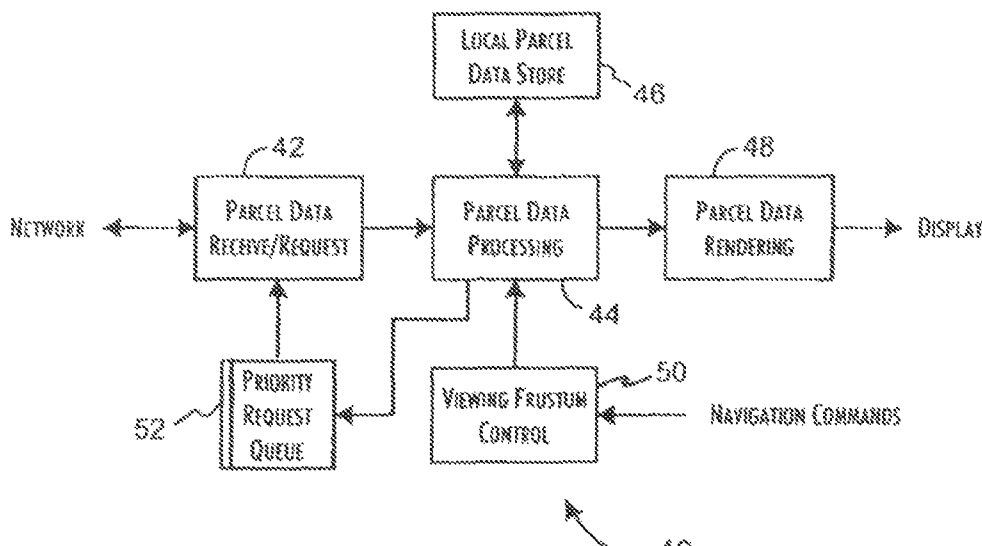 LOCAL PARCEL
DATA STORE
46
42
48
NETWORK
PARCEL DATA
RECEIVE/REQUEST
PARCEL DATA
PROCESSING
PARCEL DATA
RENDERING
DISPLAY
44
52
PRIORITY
REQUEST
QUEUE
VIEWING FRUSTUM
CONTROL
50
NAVIGATION COMMANDS